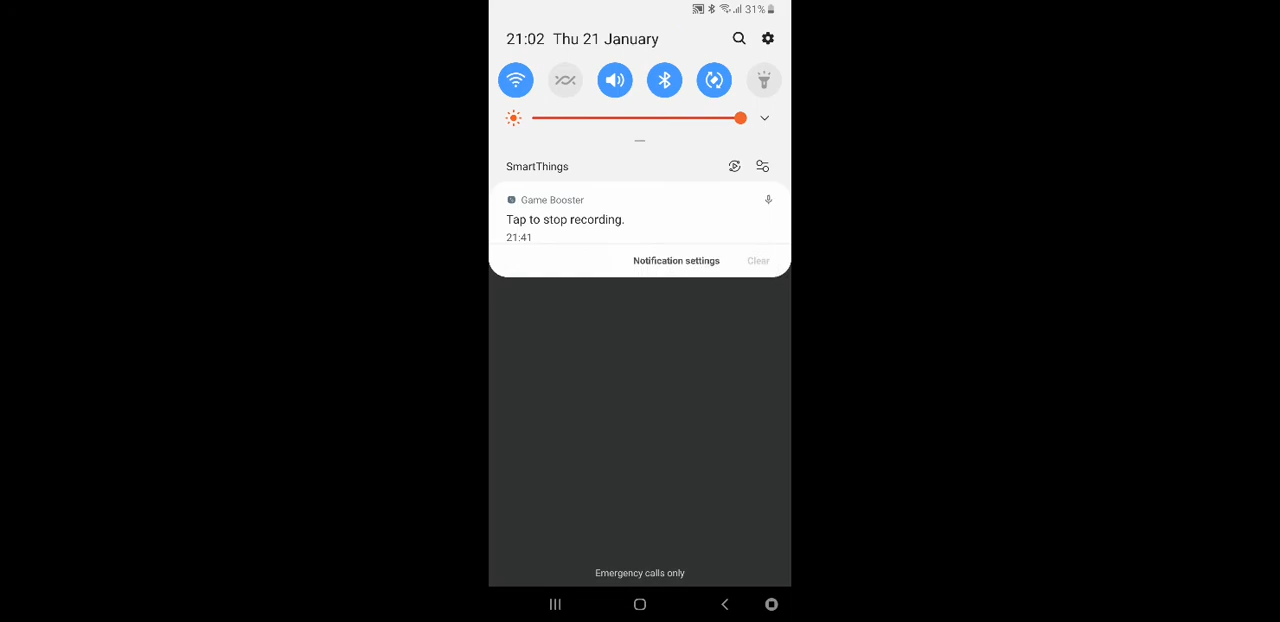 31%
21:02 Thu 21 January
SmartThings
Game Booster
Tap to stop recording.
21:41
Notification settings Clear
Emergency calls only